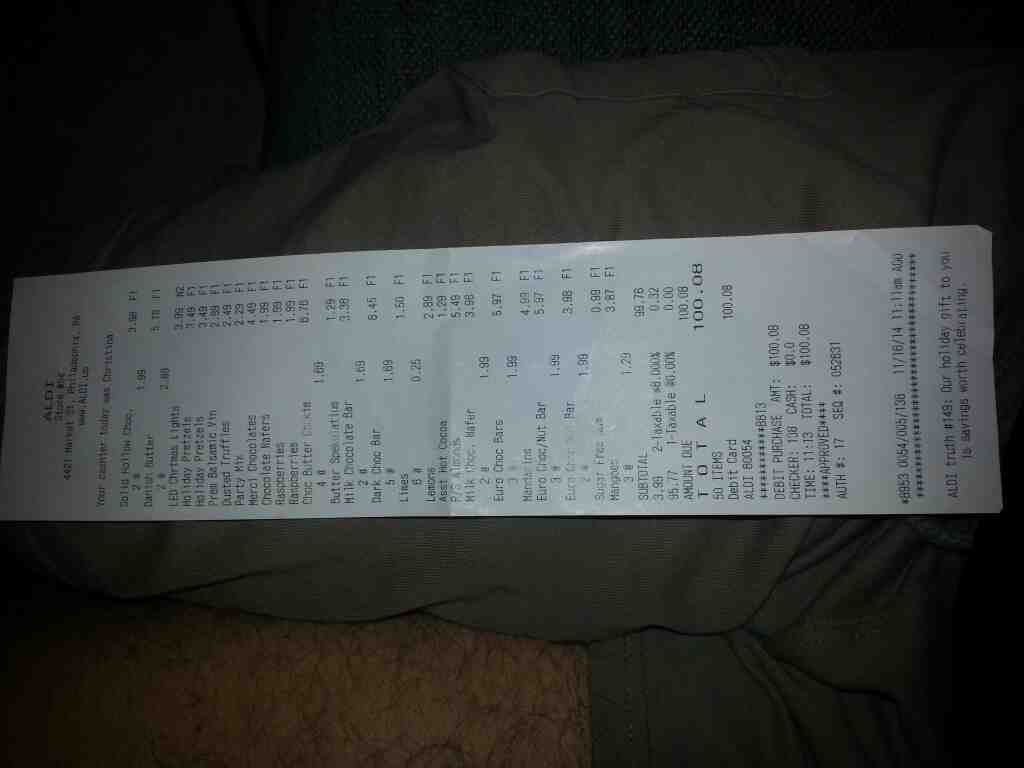 ALDI
Store #54
4421 Market St, Philadelphia, PA
www.ALDI.us
Your cashier today was Christina
Solid Hollow Choc. 3.98 F1
2 @ 1.99
Danish Butter 5.78 F1
2 @ 2.89
LED Chrtmas Lights 3.99 N2
Holiday Pretzels 3.49 F1
Holiday Pretzels 3.49 F1
Prem Balsamic Vin 2.99 F1
Dusted Truffles 2.49 F1
Party Mix 2.29 F1
Merci Chocolates 4.49 F1
Chocolate Wafers 1.99 F1
Raspberries 1.99 F1
Raspberries 1.99 F1
Choc Butter Cookie 6.76 F1
4 @ 1.69
Butter Speculatius 1.29 F1
Milk Chocolate Bar 3.38 F1
2 @ 1.69
Dark Choc Bar 8.45 F1
5 @ 1.69
Limes 1.50 F1
6 @ 0.25
Lemons 2.89 F1
Asst Hot Cocoa 1.29 F1
P/S Almonds 5.49 F1
Milk Choc. Wafer 3.98 F1
2 @ 1.99
Euro Choc Bars 5.97 F1
3 @ 1.99
Mandarins 4.99 F1
Euro Croc/Nut Bar 5.97 F1
3 @ 1.99
Euro Bar 3.98 F1
2 @ 1.99
Sugar Free 0.99 F1
Mangoes 3.87 F1
3 @ 1.29
SUBTOTAL 99.76
3.99 2-Taxable @8.000% 0.32
95.77 1-Taxable @0.00% 0.00
AMOUNT DUE 100.08
T O T A L 100.08
50 ITEMS
Debit Card 100.08
ALDI 80054
************8813
DEBIT PURCHASE AMT: $100.08
CHECKER: 138 CASH: $0.0
TIME: 11:13 TOTAL: $100.08
***APPROVED****
AUTH #: 17 SEQ #: 052831
*8953 0054/003/138 11/16/14 11:11am AOO
ALDI truth #149: Our holiday gift to you
is savings worth celebrating.